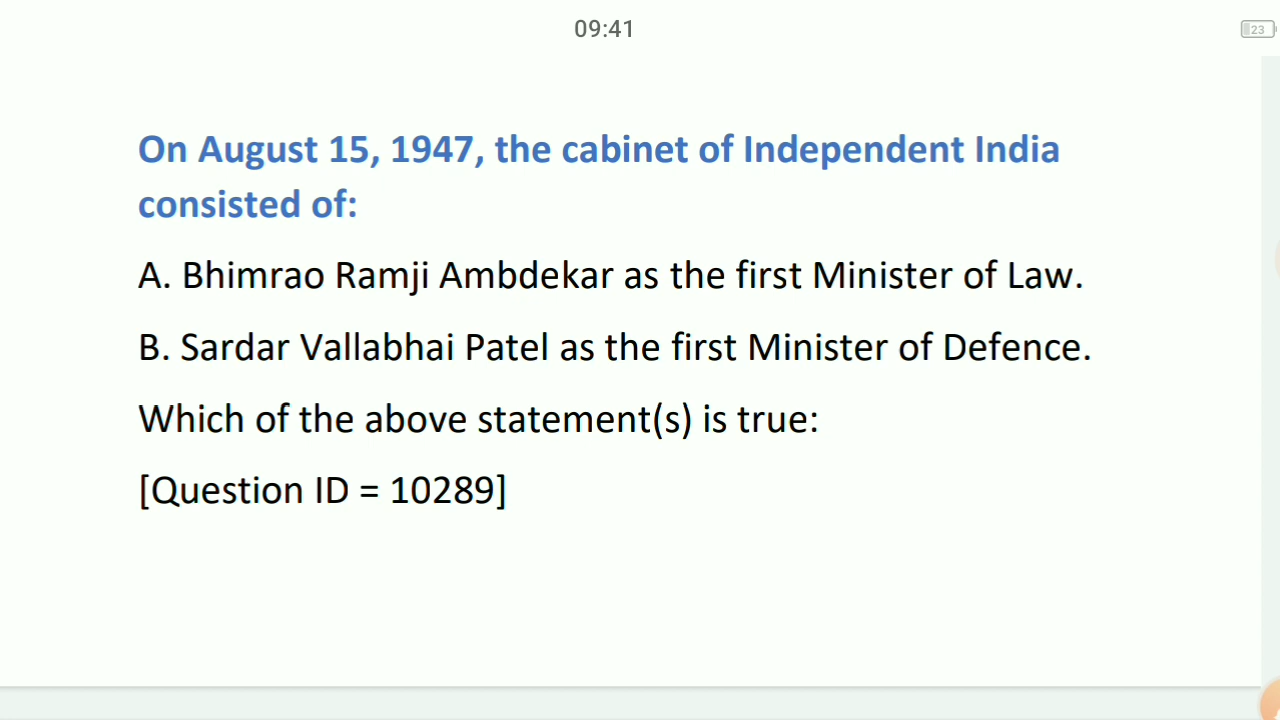 09:41
23
On August 15, 1947, the cabinet of Independent India
consisted of:
A. Bhimrao Ramji Ambdekar as the first Minister of Law.
B. Sardar Vallabhai Patel as the first Minister of Defence.
Which of the above statement(s) is true:
[Question ID = 10289]